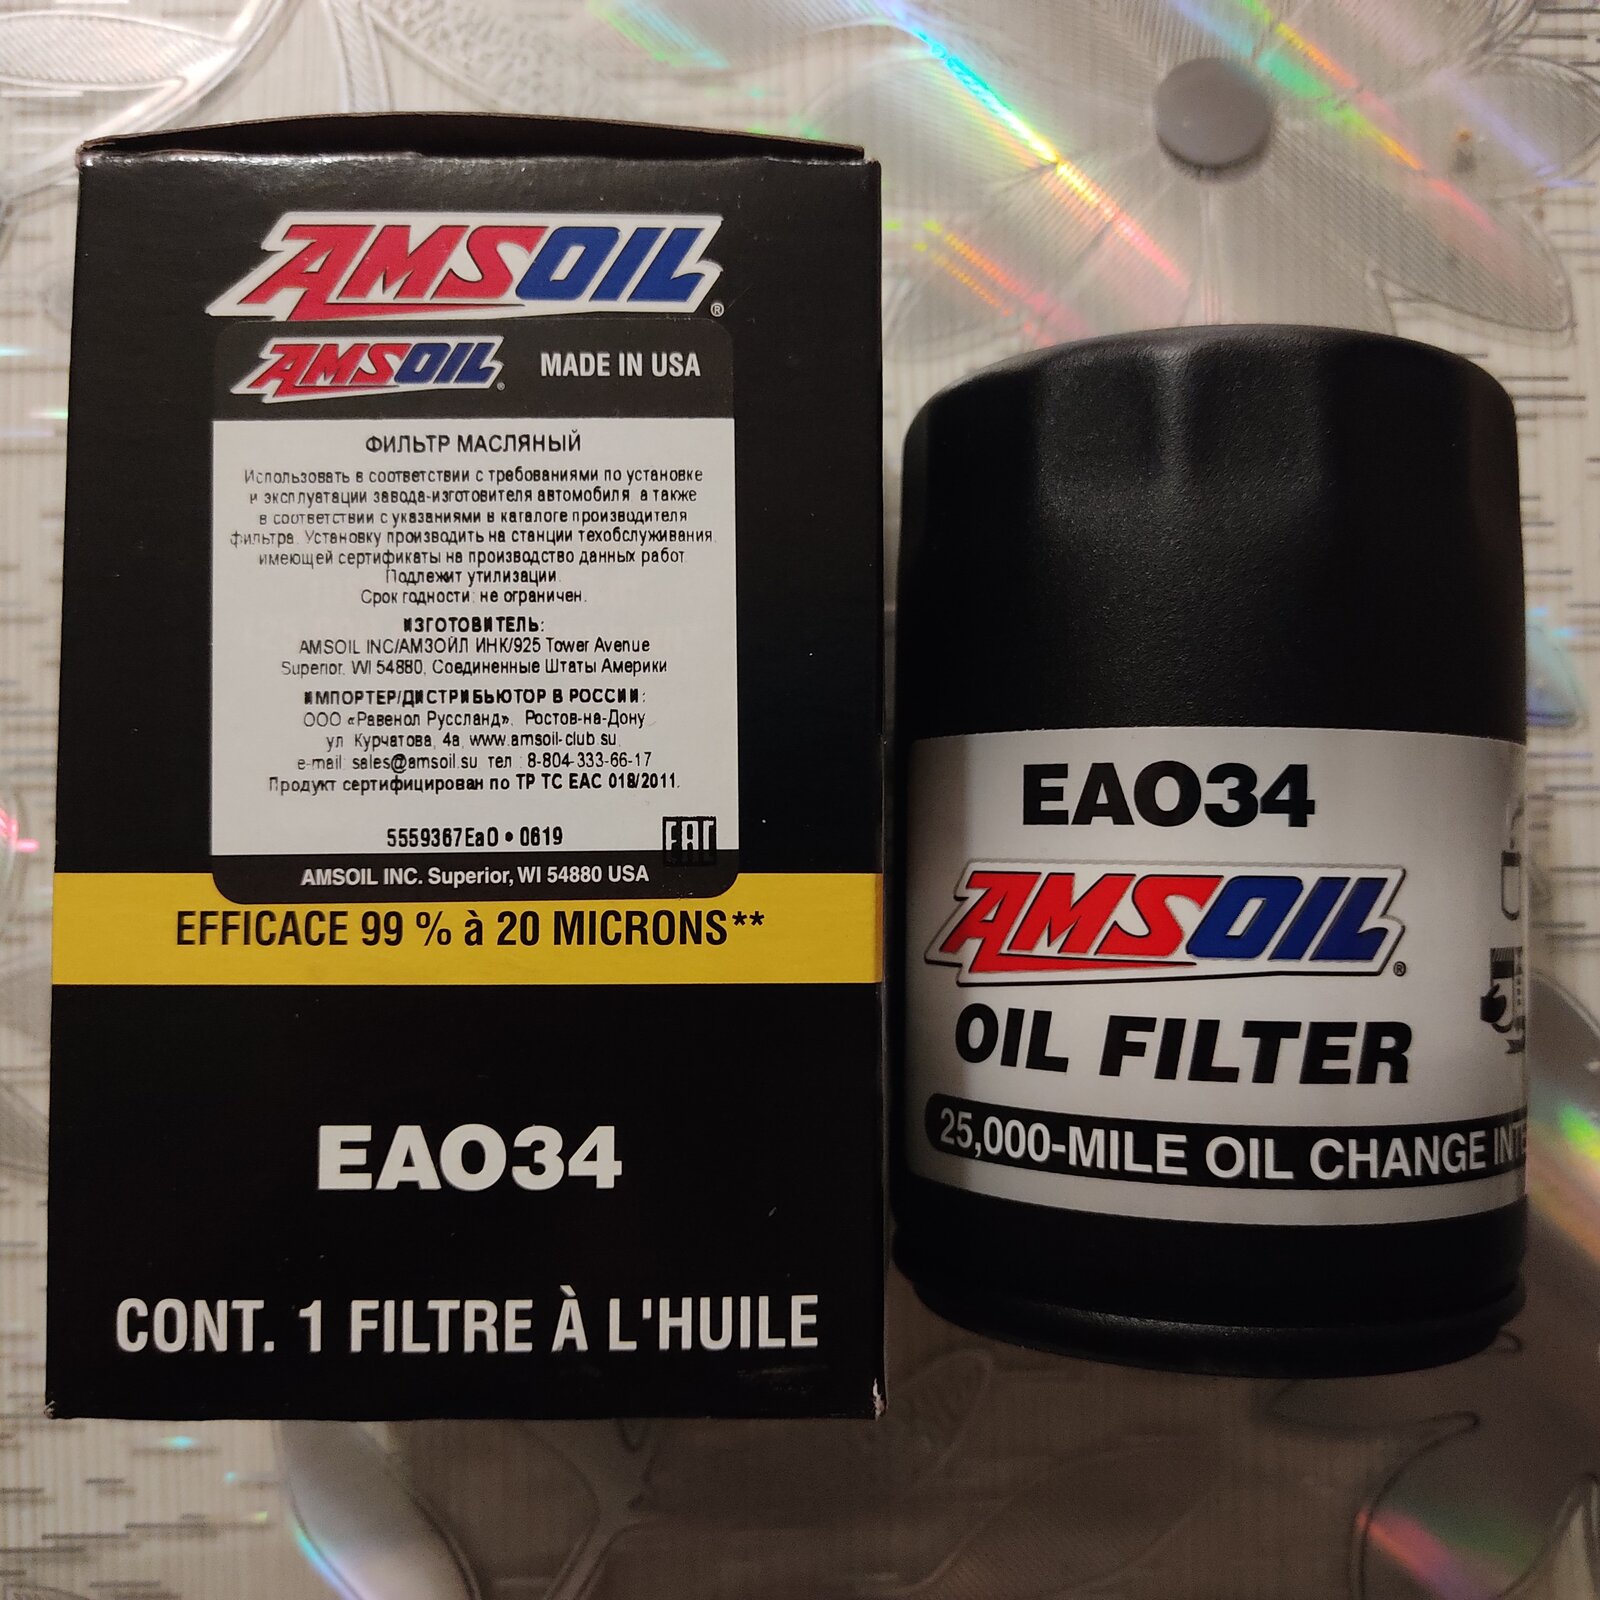 AMSOIL®
AMSOIL® MADE IN USA
ФИЛЬТР МАСЛЯНЫЙ
Использовать в соответствии с требованиями по установке
и эксплуатации завода-изготовителя автомобиля, а также
в соответствии с указаниями в каталоге производителя
фильтра. Установку производить на станции техобслуживания,
имеющей сертификаты на производство данных работ.
Подлежит утилизации.
Срок годности: не ограничен.
ИЗГОТОВИТЕЛЬ:
AMSOIL INC/АМЗОЙЛ ИНК/925 Tower Avenue
Superior, WI 54880, Соединенные Штаты Америки
ИМПОРТЕР/ДИСТРИБЬЮТОР В РОССИИ:
ООО «Равенол Руссланд», Ростов-на-Дону
ул. Курчатова, 4а, www.amsoil-club.su,
e-mail: sales@amsoil.su тел.: 8-804-333-66-17
Продукт сертифицирован по ТР ТС ЕАС 018/2011.
5559367EaO • 0619 EAC
AMSOIL INC. Superior, WI 54880 USA
EFFICACE 99 % à 20 MICRONS**
EAO34
CONT. 1 FILTRE À L'HUILE
EAO34
AMSOIL®
OIL FILTER
25,000-MILE OIL CHANGE